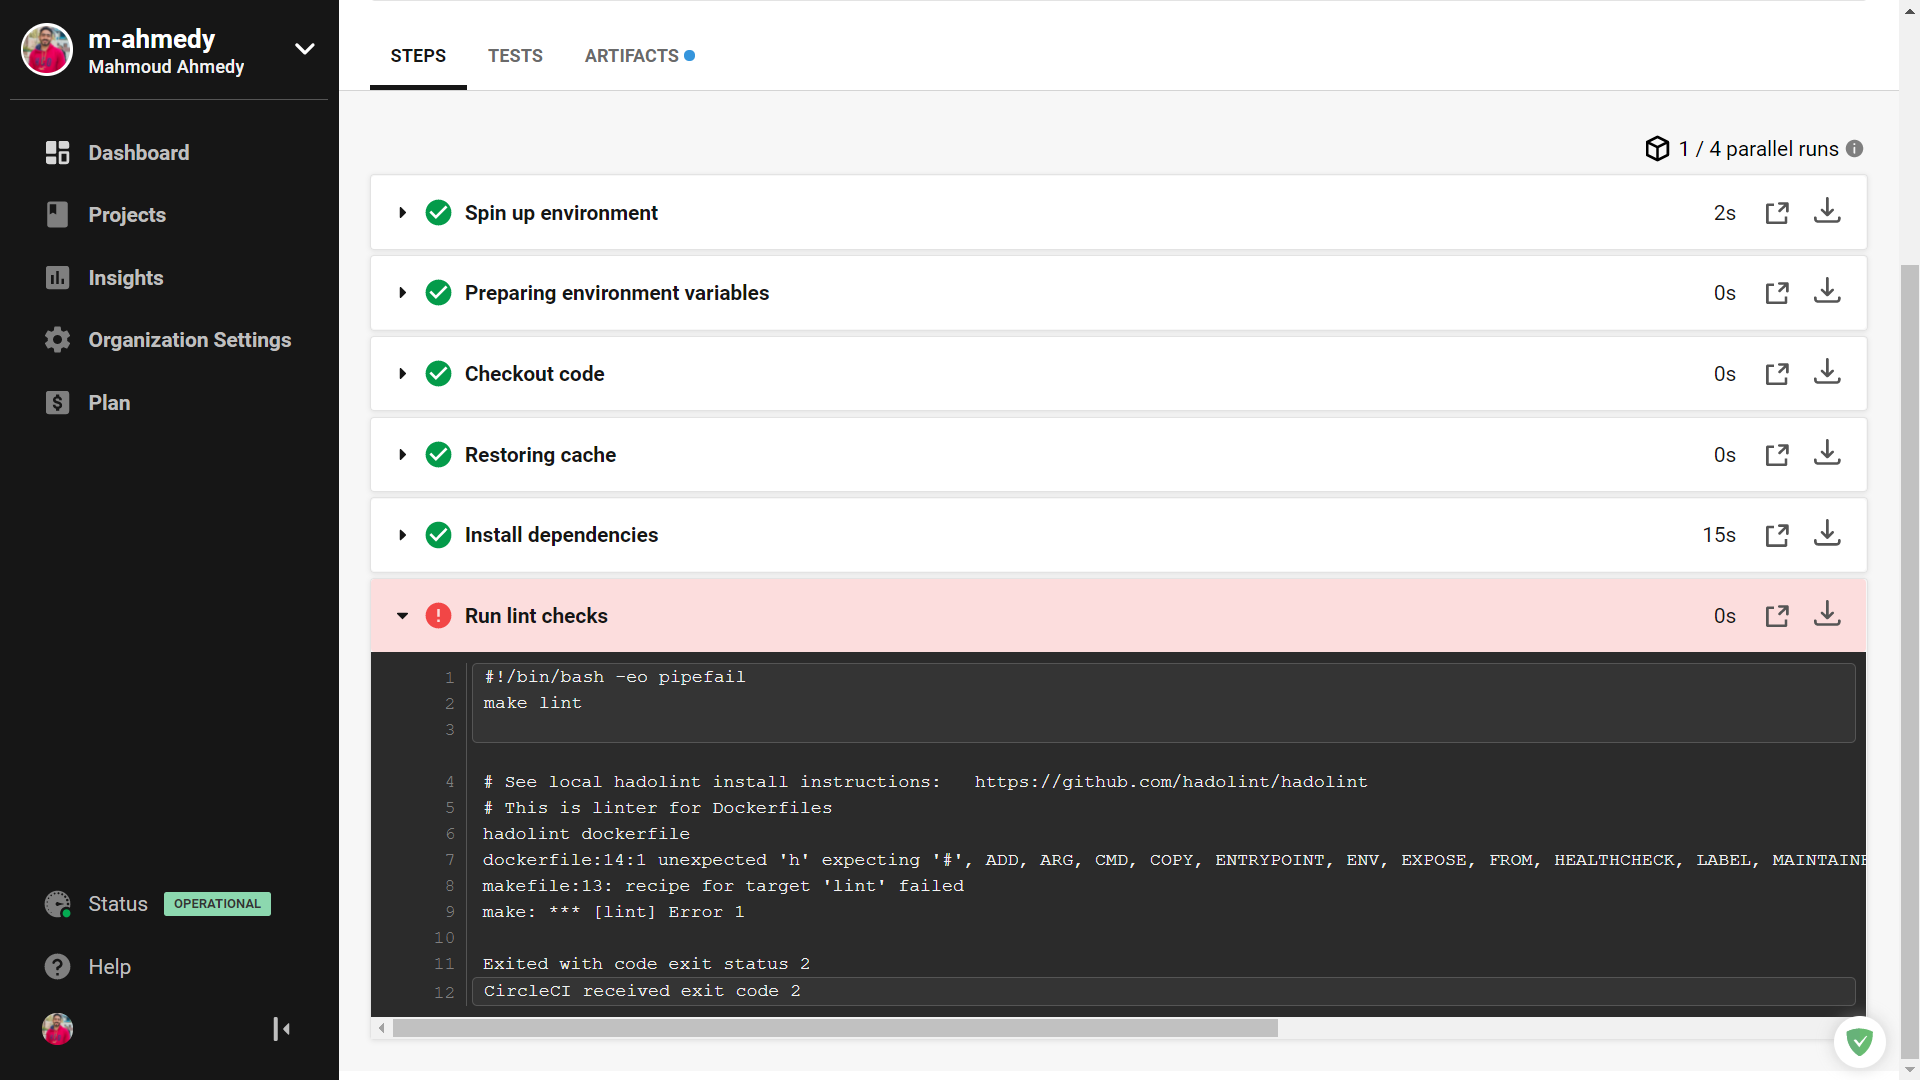 m-ahmedy
Mahmoud Ahmedy
Dashboard
Projects
Insights
Organization Settings
$ Plan
Status OPERATIONAL
? Help
STEPS TESTS ARTIFACTS
1 / 4 parallel runs i
Spin up environment 2s
Preparing environment variables 0s
Checkout code 0s
Restoring cache 0s
Install dependencies 15s
! Run lint checks 0s
1 #!/bin/bash -eo pipefail
2 make lint
3
4 # See local hadolint install instructions:   https://github.com/hadolint/hadolint
5 # This is linter for Dockerfiles
6 hadolint dockerfile
7 dockerfile:14:1 unexpected 'h' expecting '#', ADD, ARG, CMD, COPY, ENTRYPOINT, ENV, EXPOSE, FROM, HEALTHCHECK, LABEL, MAINTAINE
8 makefile:13: recipe for target 'lint' failed
9 make: *** [lint] Error 1
10
11 Exited with code exit status 2
12 CircleCI received exit code 2